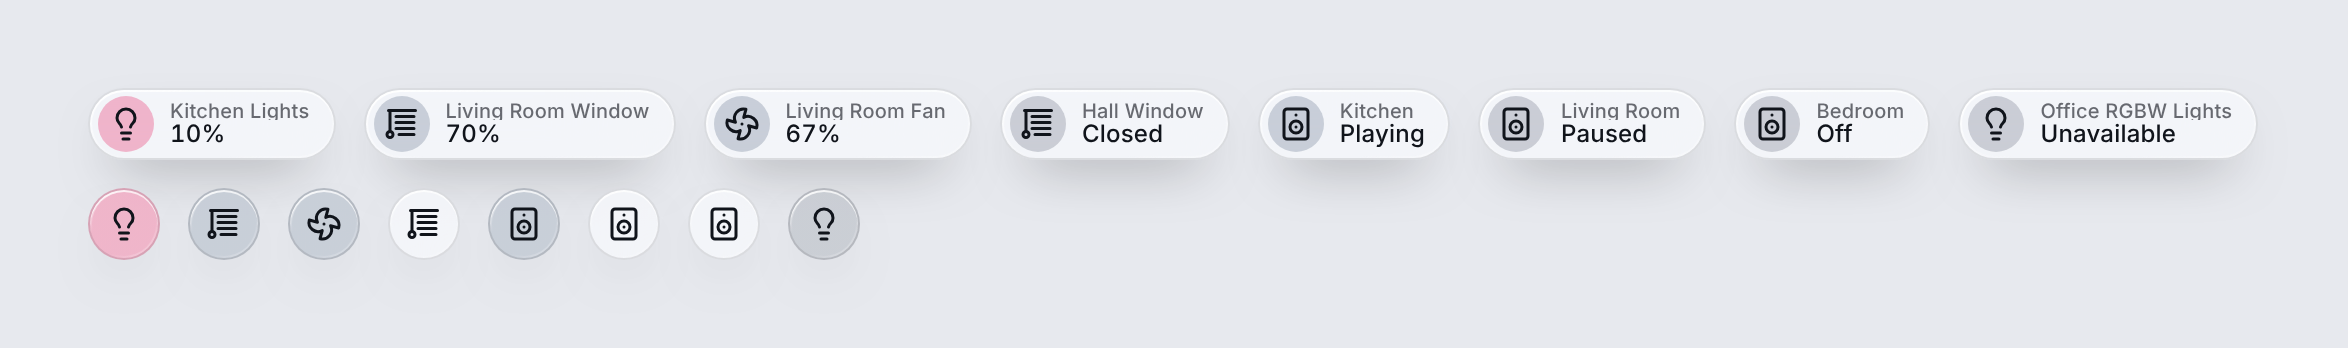 Kitchen Lights
10%
Living Room Window
70%
Living Room Fan
67%
Hall Window
Closed
Kitchen
Playing
Living Room
Paused
Bedroom
Off
Office RGBW Lights
Unavailable